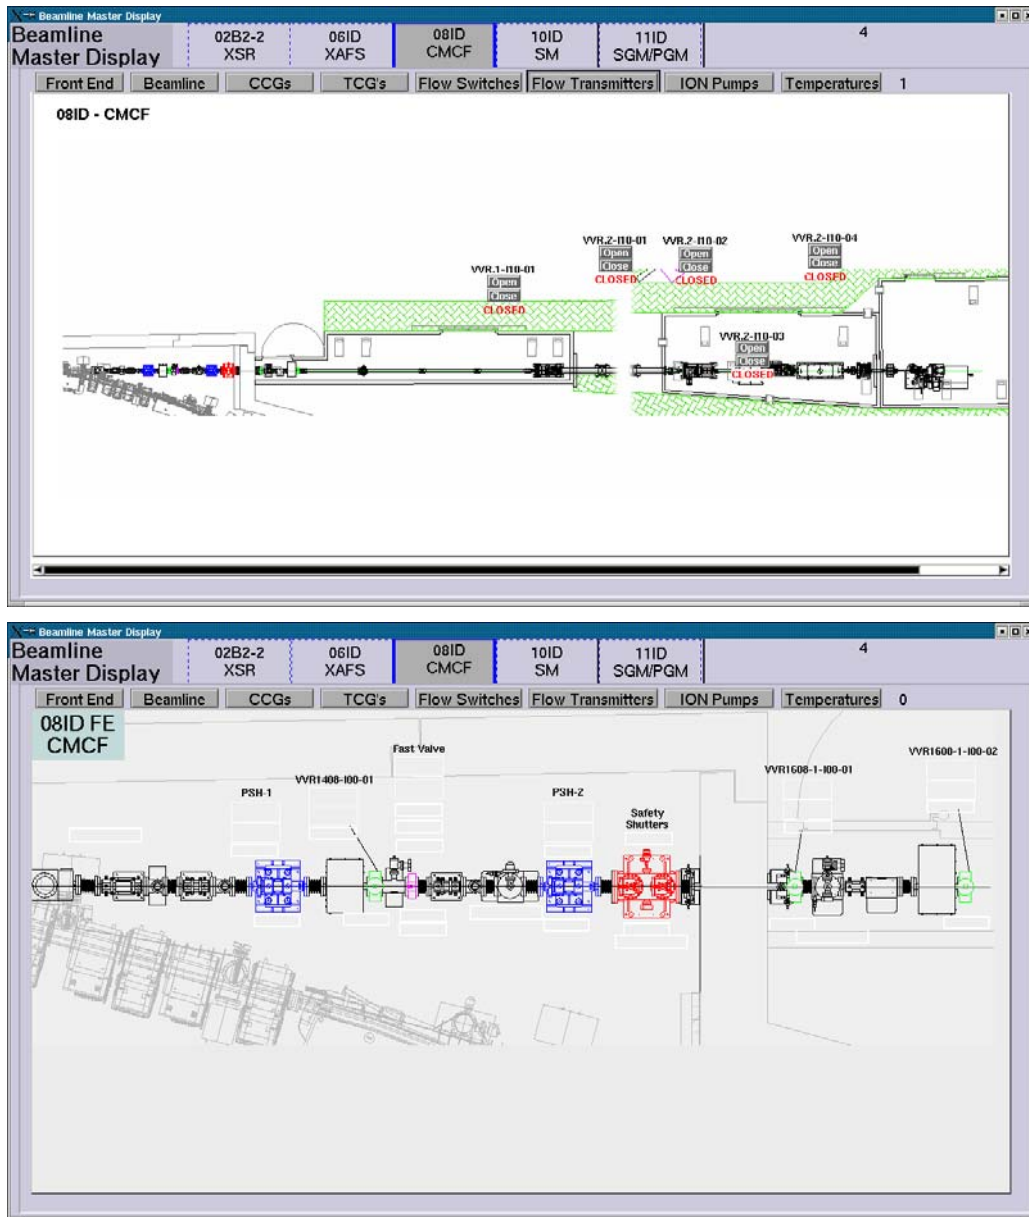 Beamline Master Display
Beamline
Master Display
02B2-2
XSR
06ID
XAFS
08ID
CMCF
10ID
SM
11ID
SGM/PGM
4
Front End
Beamline
CCGs
TCG's
Flow Switches
Flow Transmitters
ION Pumps
Temperatures
1
08ID - CMCF
VVR.1-I10-01
Open
Close
CLOSED
VVR.2-I10-01
Open
Close
CLOSED
VVR.2-I10-02
Open
Close
CLOSED
VVR.2-I10-04
Open
Close
CLOSED
VVR.2-I10-03
Open
Close
CLOSED
Beamline Master Display
Beamline
Master Display
02B2-2
XSR
06ID
XAFS
08ID
CMCF
10ID
SM
11ID
SGM/PGM
4
Front End
Beamline
CCGs
TCG's
Flow Switches
Flow Transmitters
ION Pumps
Temperatures
0
08ID FE
CMCF
PSH-1
VVR1408-I00-01
Fast Valve
PSH-2
Safety
Shutters
VVR1608-1-I00-01
VVR1600-1-I00-02